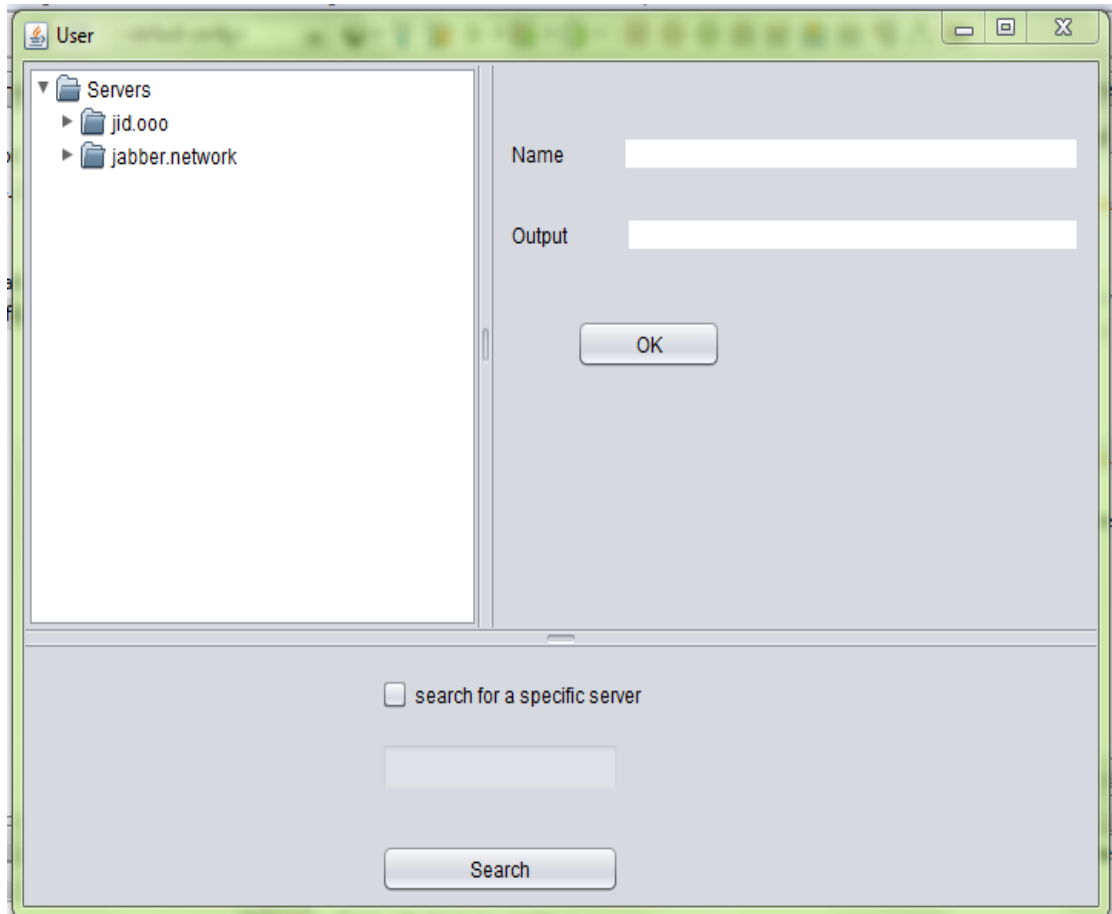 User
Servers
jid.ooo
jabber.network
Name
Output
OK
search for a specific server
Search